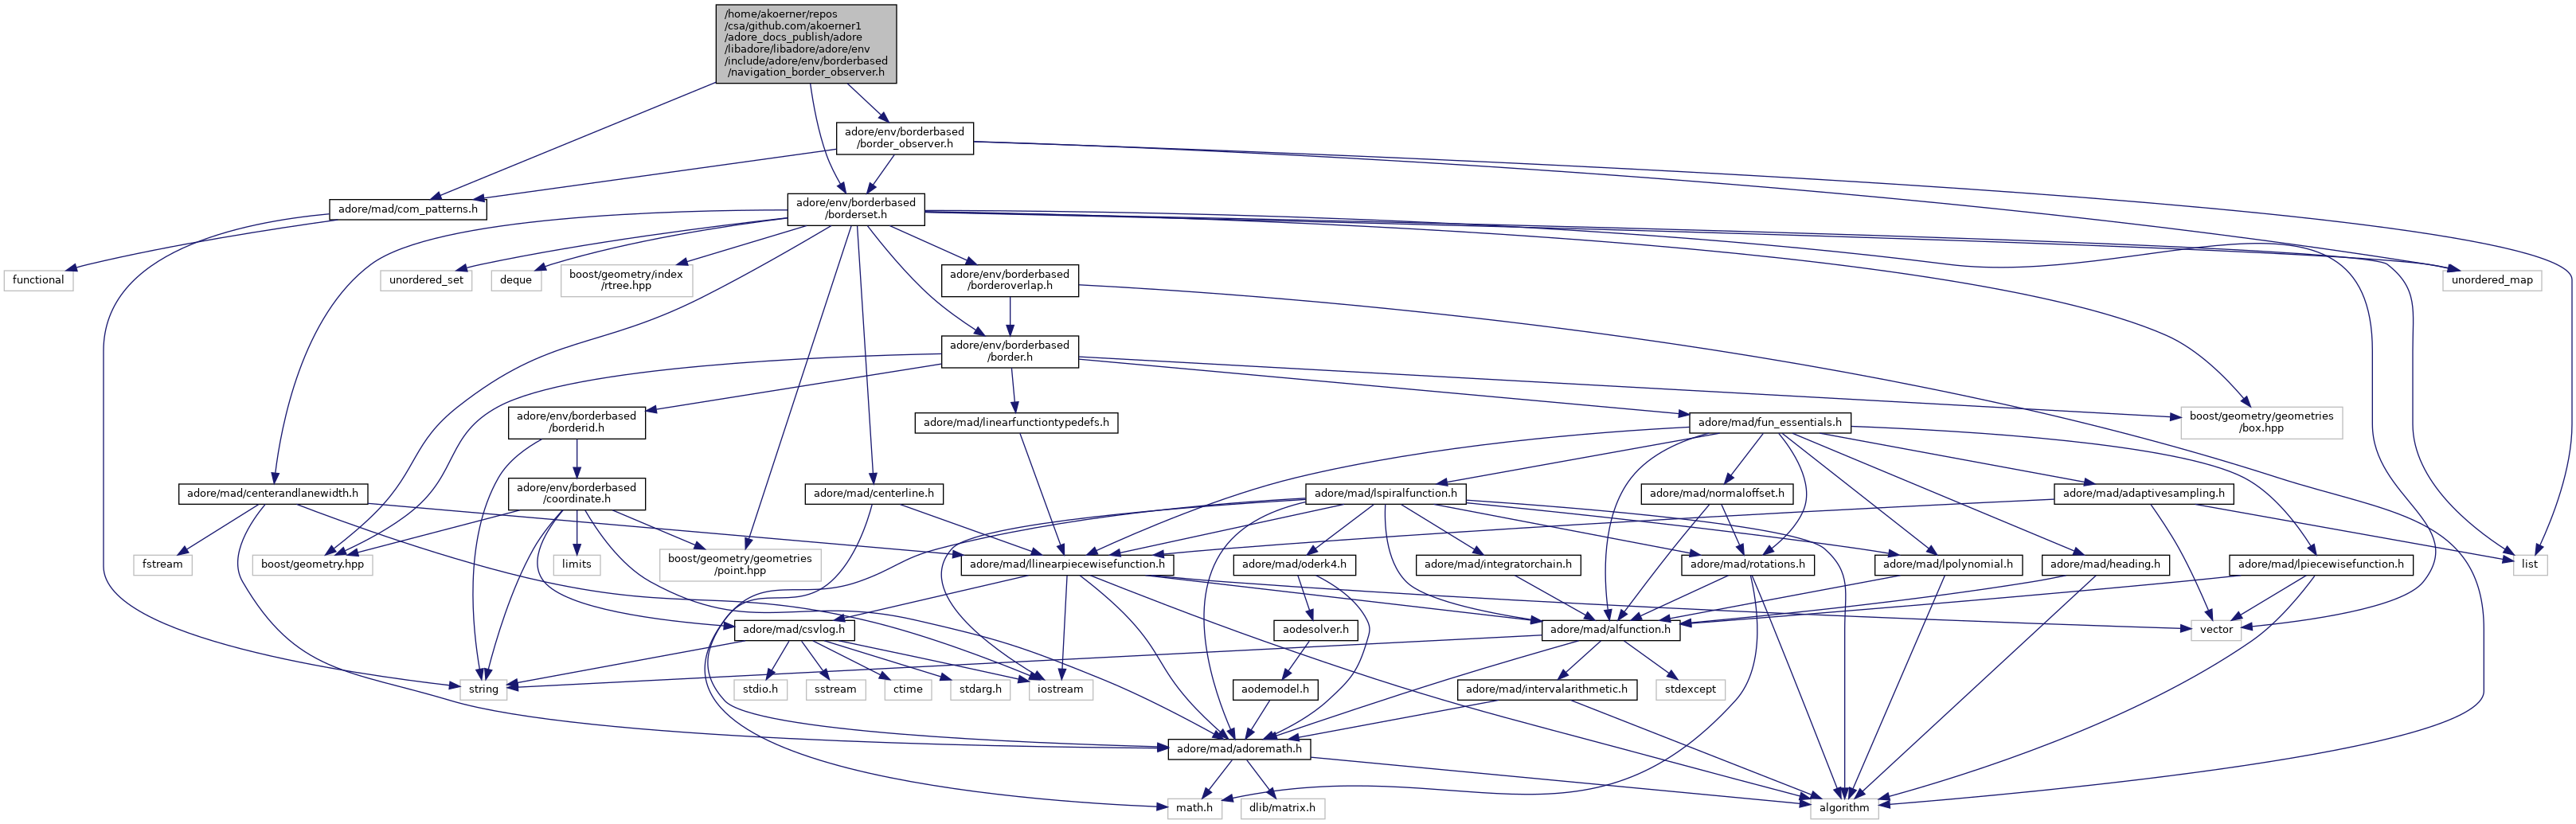 /home/akoerner/repos
/csa/github.com/akoerner1
/adore_docs_publish/adore
/libadore/libadore/adore/env
/include/adore/env/borderbased
/navigation_border_observer.h
adore/env/borderbased
/border_observer.h
adore/mad/com_patterns.h
adore/env/borderbased
/borderset.h
functional
unordered_set
deque
boost/geometry/index
/rtree.hpp
adore/env/borderbased
/borderoverlap.h
unordered_map
adore/env/borderbased
/border.h
adore/env/borderbased
/borderid.h
adore/mad/linearfunctiontypedefs.h
adore/mad/fun_essentials.h
boost/geometry/geometries
/box.hpp
adore/mad/centerandlanewidth.h
adore/env/borderbased
/coordinate.h
adore/mad/centerline.h
adore/mad/lspiralfunction.h
adore/mad/normaloffset.h
adore/mad/adaptivesampling.h
fstream
boost/geometry.hpp
limits
boost/geometry/geometries
/point.hpp
adore/mad/llinearpiecewisefunction.h
adore/mad/oderk4.h
adore/mad/integratorchain.h
adore/mad/rotations.h
adore/mad/lpolynomial.h
adore/mad/heading.h
adore/mad/lpiecewisefunction.h
list
adore/mad/csvlog.h
aodesolver.h
adore/mad/alfunction.h
vector
string
stdio.h
sstream
ctime
stdarg.h
iostream
aodemodel.h
adore/mad/intervalarithmetic.h
stdexcept
adore/mad/adoremath.h
math.h
dlib/matrix.h
algorithm